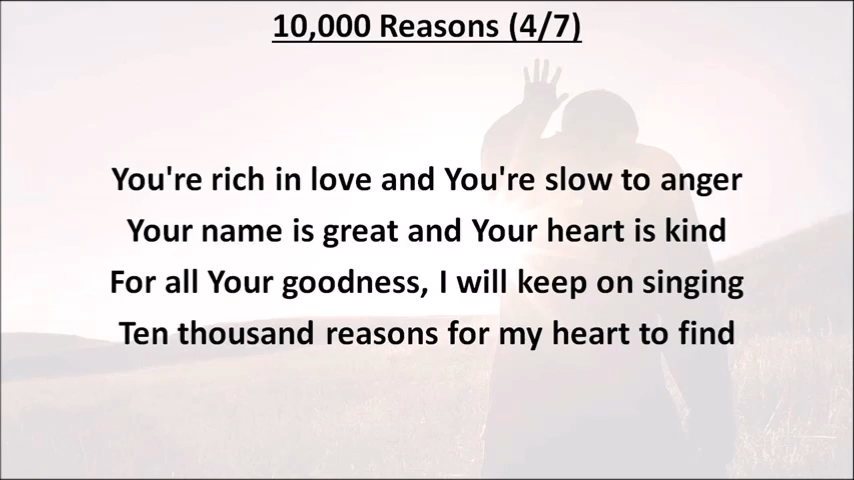 10,000 Reasons (4/7)
You're rich in love and You're slow to anger
Your name is great and Your heart is kind
For all Your goodness, I will keep on singing
Ten thousand reasons for my heart to find